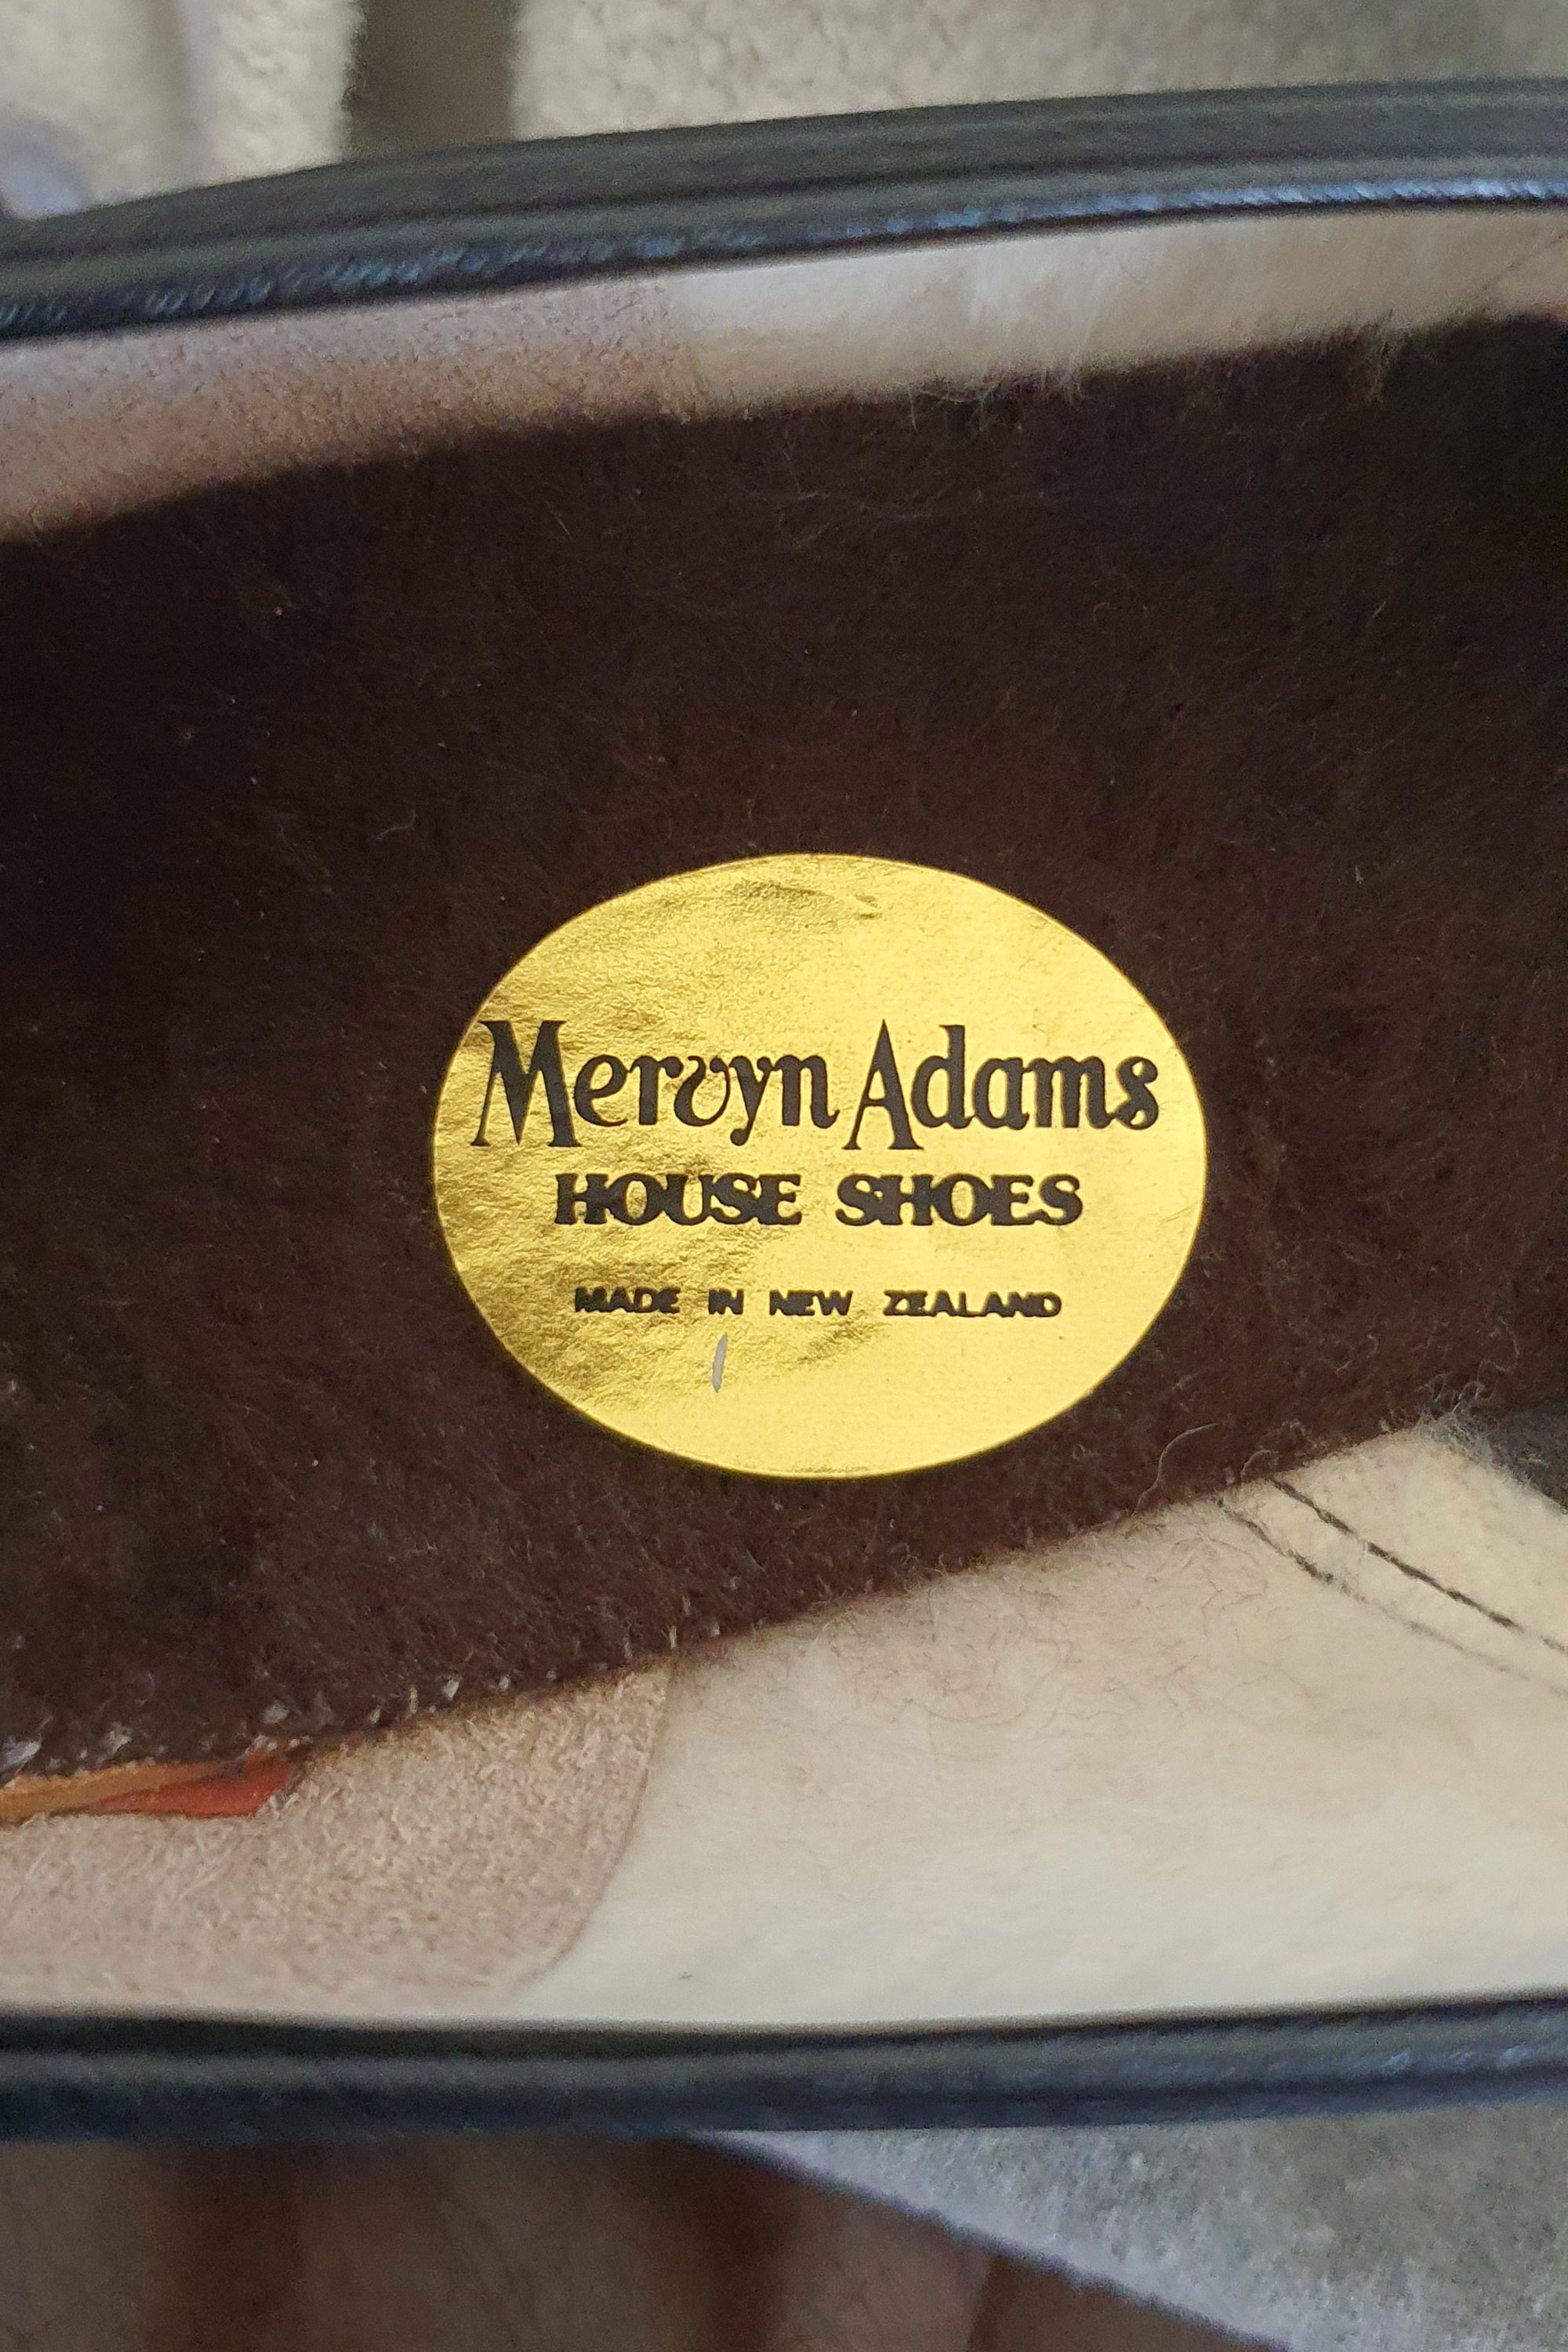 Mervyn Adams
HOUSE SHOES
MADE IN NEW ZEALAND